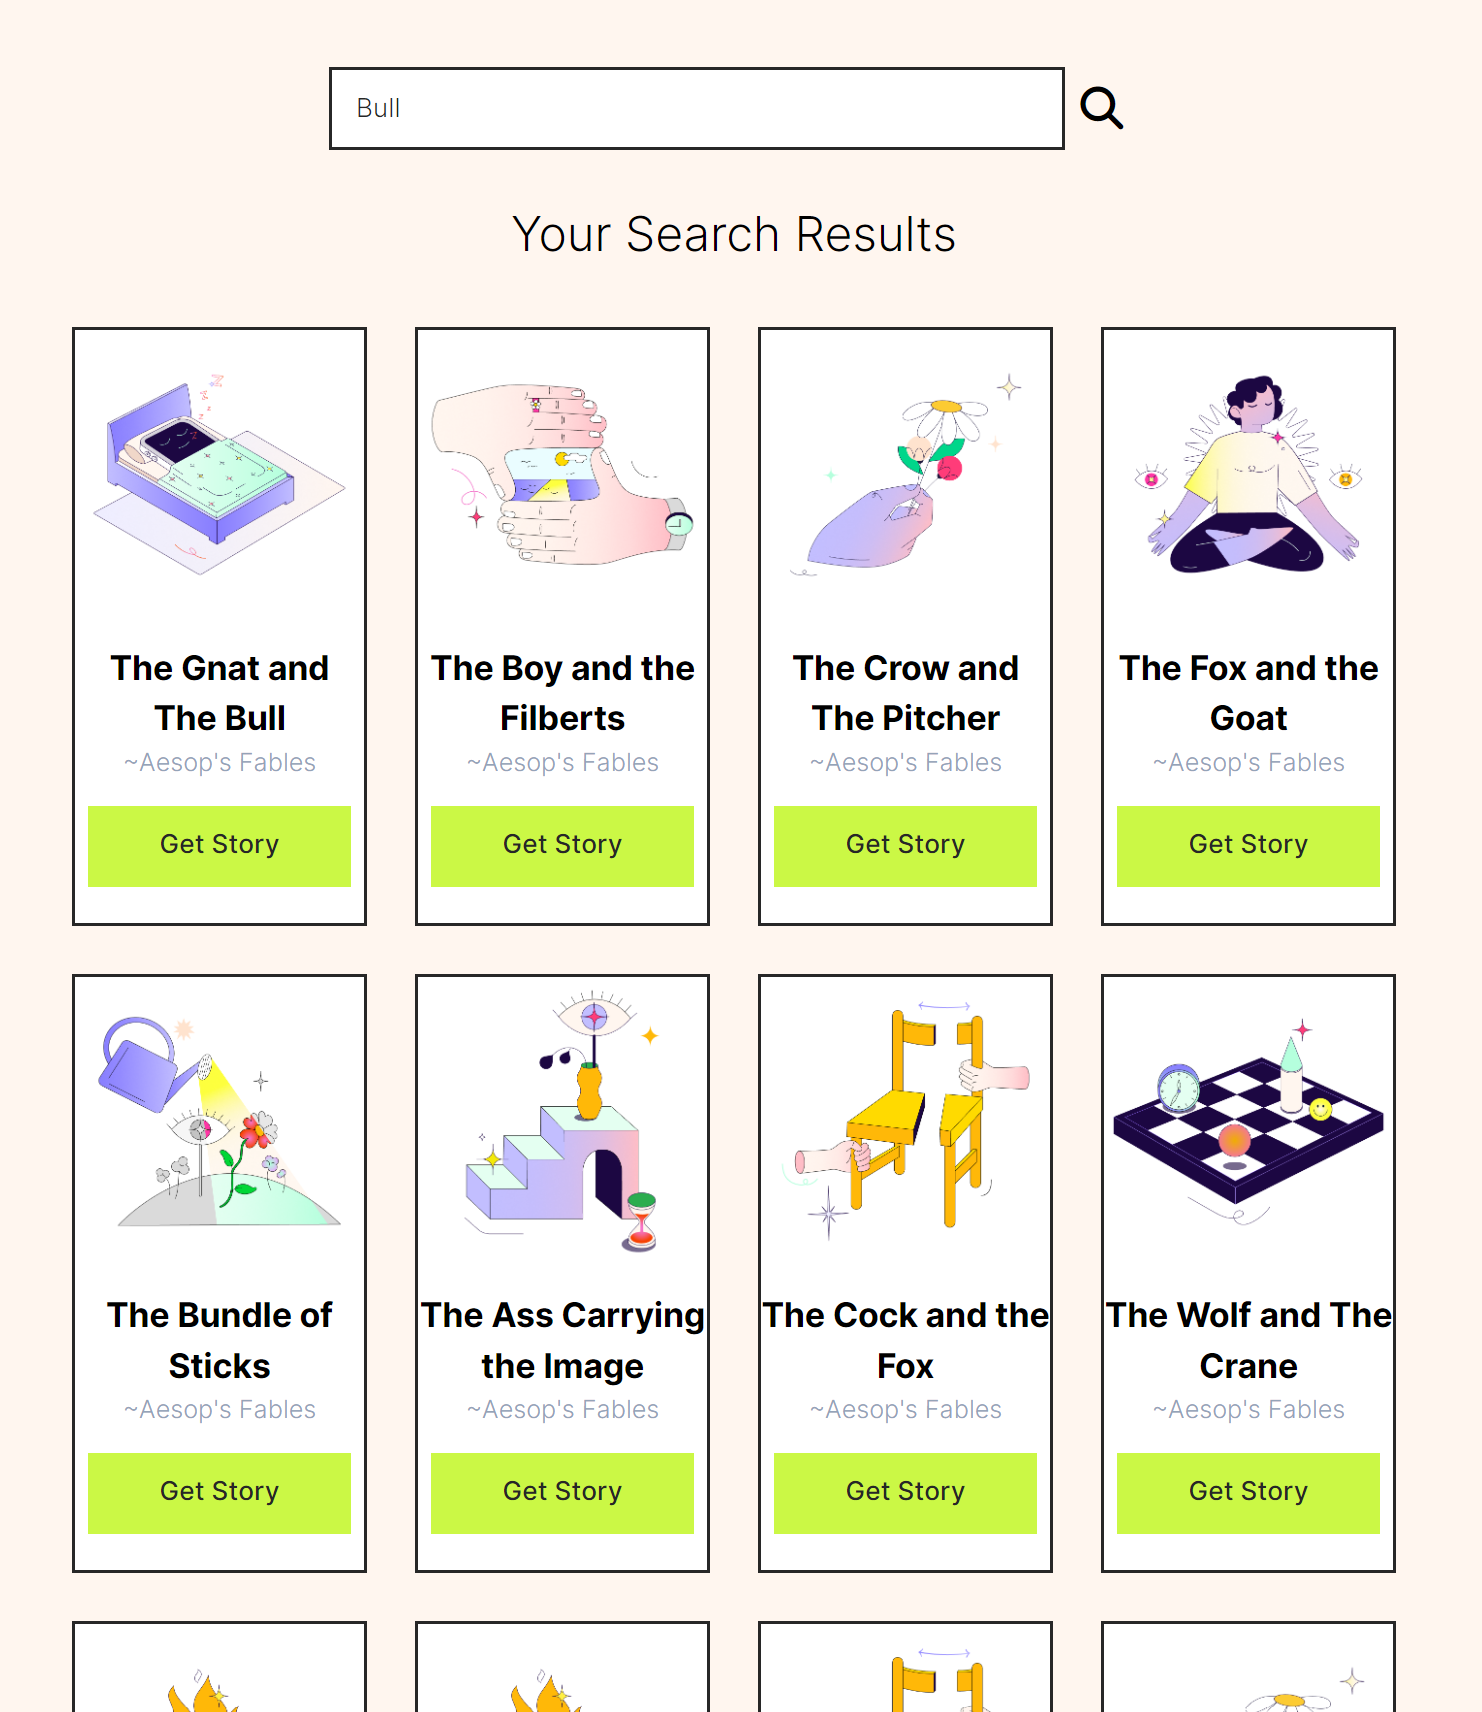 Bull
Your Search Results
The Gnat and
The Bull
~Aesop's Fables
Get Story
The Boy and the
Filberts
~Aesop's Fables
Get Story
The Crow and
The Pitcher
~Aesop's Fables
Get Story
The Fox and the
Goat
~Aesop's Fables
Get Story
The Bundle of
Sticks
~Aesop's Fables
Get Story
The Ass Carrying
the Image
~Aesop's Fables
Get Story
The Cock and the
Fox
~Aesop's Fables
Get Story
The Wolf and The
Crane
~Aesop's Fables
Get Story